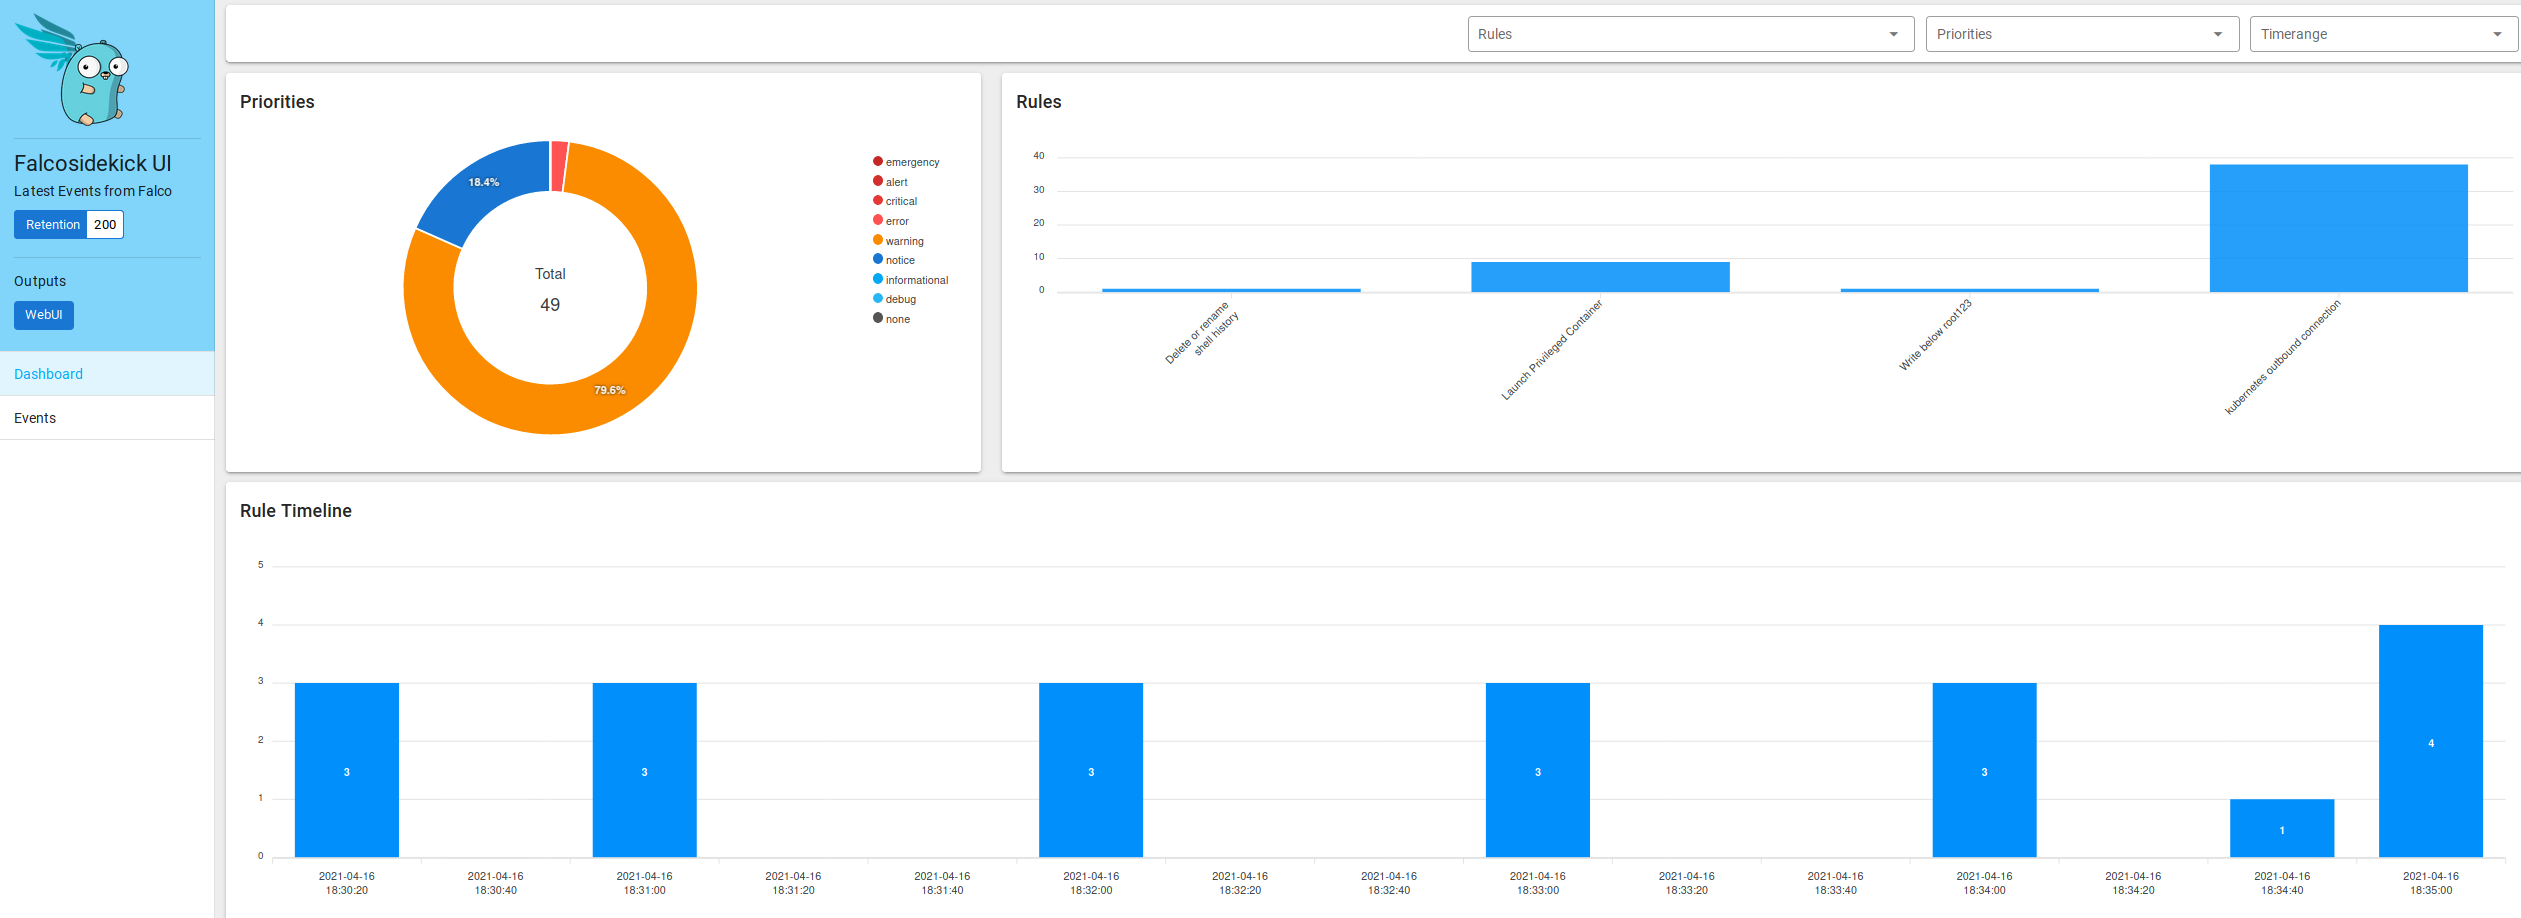 Falcosidekick UI
Latest Events from Falco
Retention 200
Outputs
WebUI
Dashboard
Events
Rules
Priorities
Timerange
Priorities
18.4%
Total
49
79.6%
emergency
alert
critical
error
warning
notice
informational
debug
none
Rules
40
30
20
10
0
Delete or rename
shell history
Launch Privileged Container
Write below root123
kubernetes outbound connection
Rule Timeline
5
4
3
2
1
0
3
3
3
3
3
1
4
2021-04-16
18:30:20
2021-04-16
18:30:40
2021-04-16
18:31:00
2021-04-16
18:31:20
2021-04-16
18:31:40
2021-04-16
18:32:00
2021-04-16
18:32:20
2021-04-16
18:32:40
2021-04-16
18:33:00
2021-04-16
18:33:20
2021-04-16
18:33:40
2021-04-16
18:34:00
2021-04-16
18:34:20
2021-04-16
18:34:40
2021-04-16
18:35:00